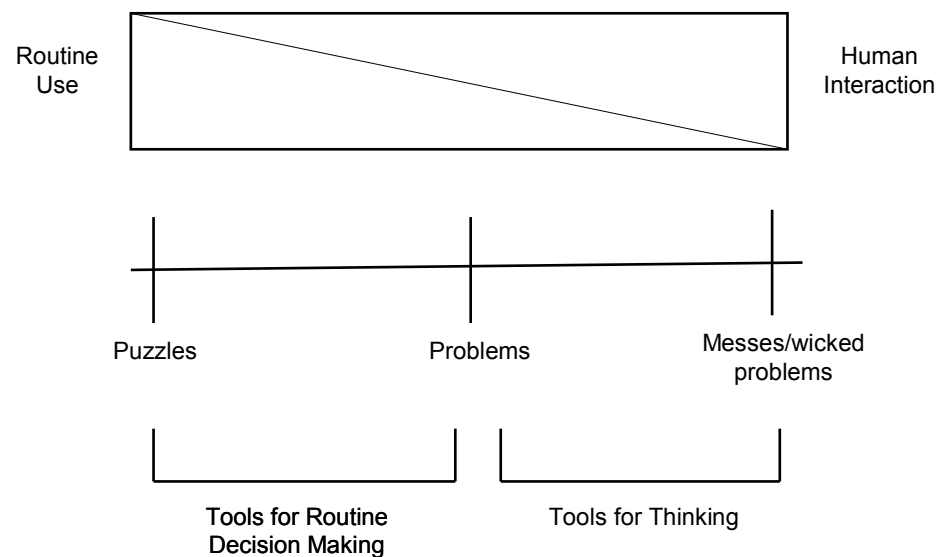 Routine
Use
Human
Interaction
Puzzles
Problems
Messes/wicked
problems
Tools for Routine
Decision Making
Tools for Thinking